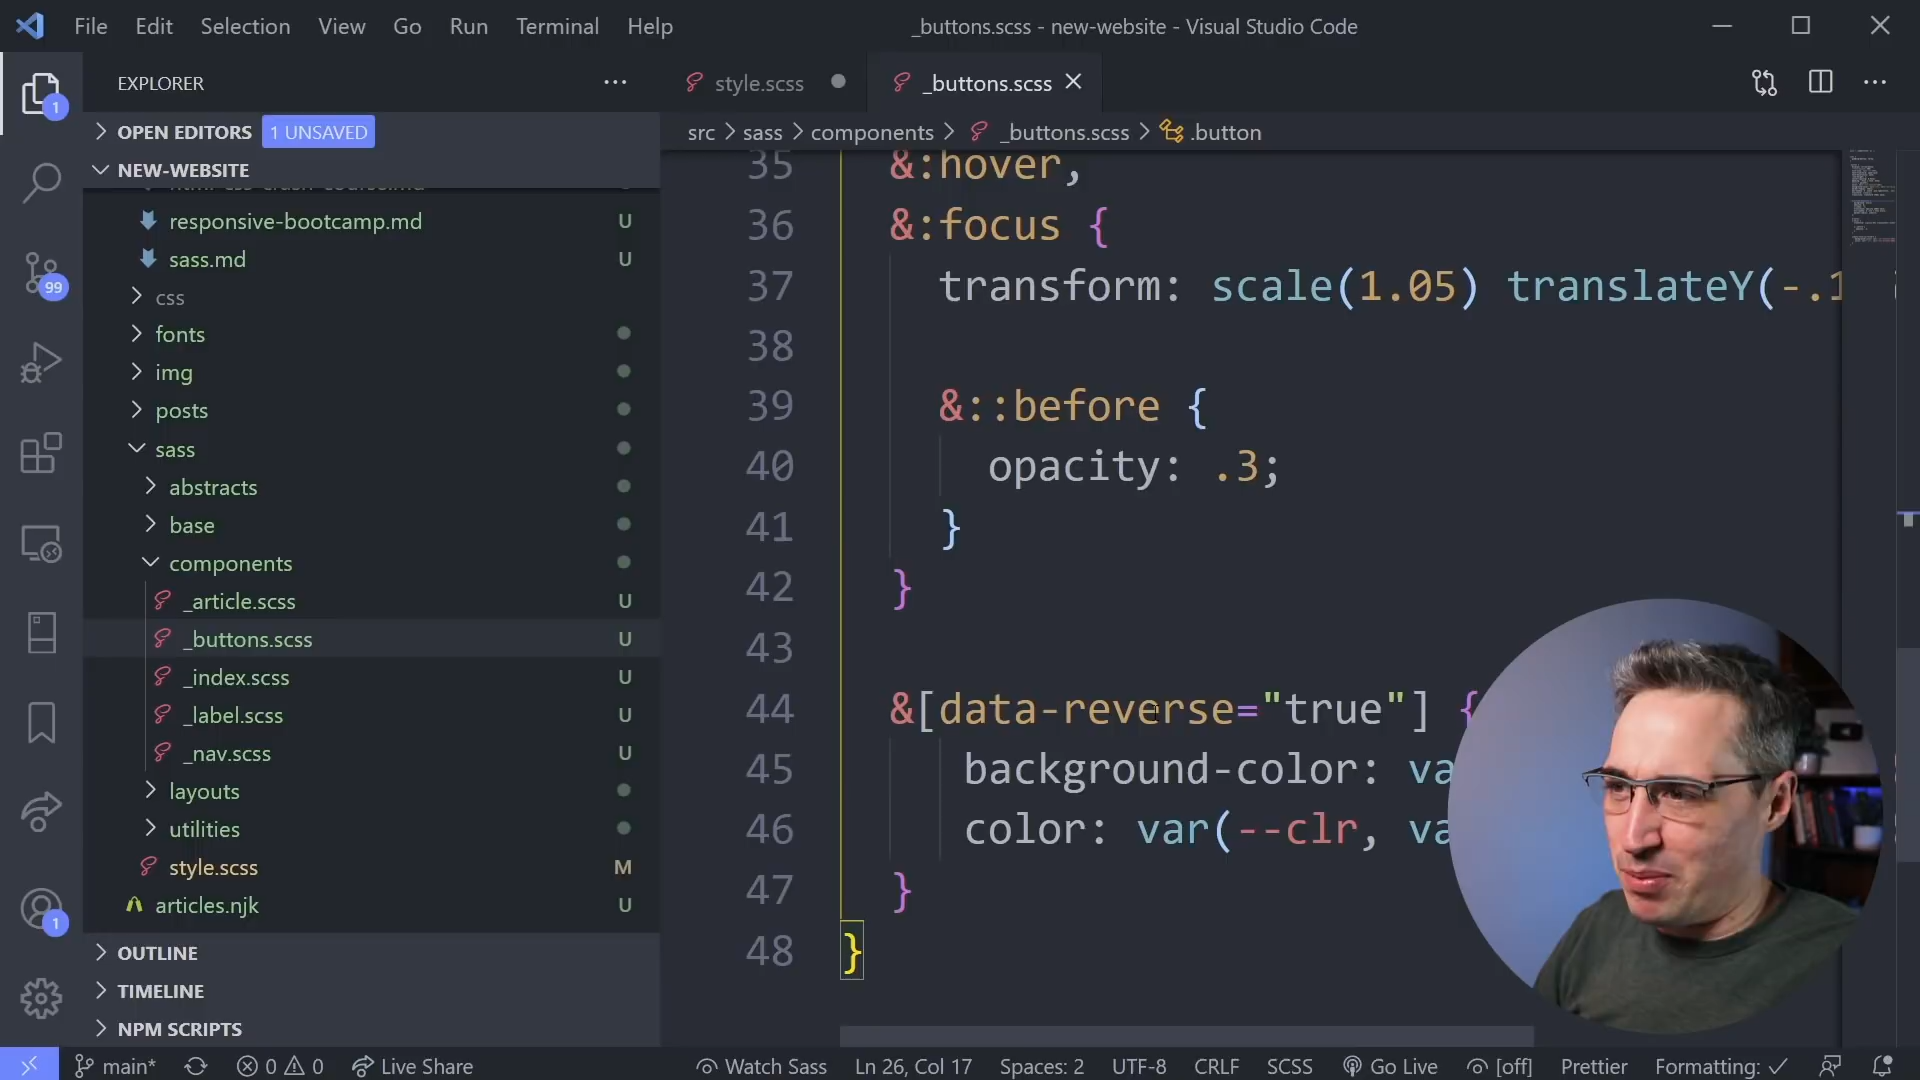 File Edit Selection View Go Run Terminal Help
_buttons.scss - new-website - Visual Studio Code
EXPLORER
style.scss
_buttons.scss
OPEN EDITORS 1 UNSAVED
src > sass > components > _buttons.scss > .button
NEW-WEBSITE
responsive-bootcamp.md U
sass.md U
css
fonts
img
posts
sass
abstracts
base
components
_article.scss U
_buttons.scss U
_index.scss U
_label.scss U
_nav.scss U
layouts
utilities
style.scss M
articles.njk U
OUTLINE
TIMELINE
NPM SCRIPTS
1
99
1
35 &:hover,
36 &:focus {
37 transform: scale(1.05) translateY(-.1
38
39 &::before {
40 opacity: .3;
41 }
42 }
43
44 &[data-reverse="true"] {
45 background-color: va
46 color: var(--clr, va
47 }
48 }
main* 0 0 Live Share
Watch Sass Ln 26, Col 17 Spaces: 2 UTF-8 CRLF SCSS Go Live [off] Prettier Formatting: ✓